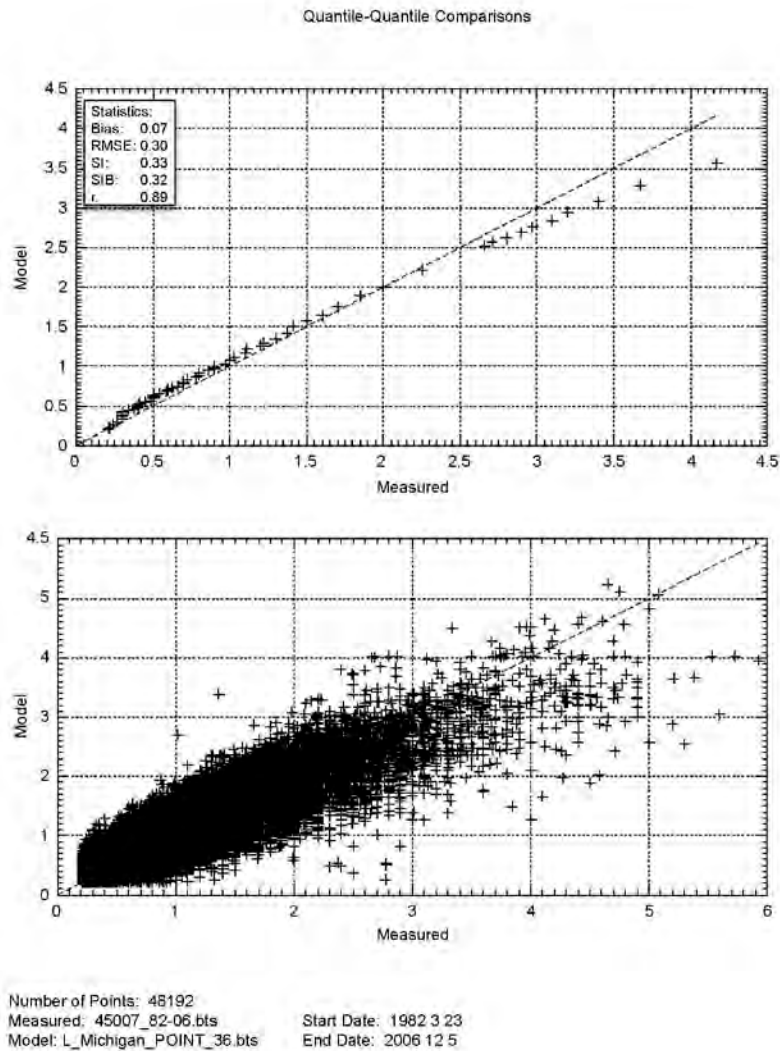 Quantile-Quantile Comparisons
4.5
4
3.5
3
2.5
2
1.5
1
0.5
0
Model
Statistics:
Bias: 0.07
RMSE: 0.30
SI: 0.33
SIB: 0.32
r. 0.89
0 0.5 1 1.5 2 2.5 3 3.5 4 4.5
Measured
4.5
5
4
3
2
1
0
Model
0 1 2 3 4 5 6
Measured
Number of Points: 48192
Measured: 45007_82-06.bts Start Date: 1982 3 23
Model: L_Michigan_POINT_36.bts End Date: 2006 12 5